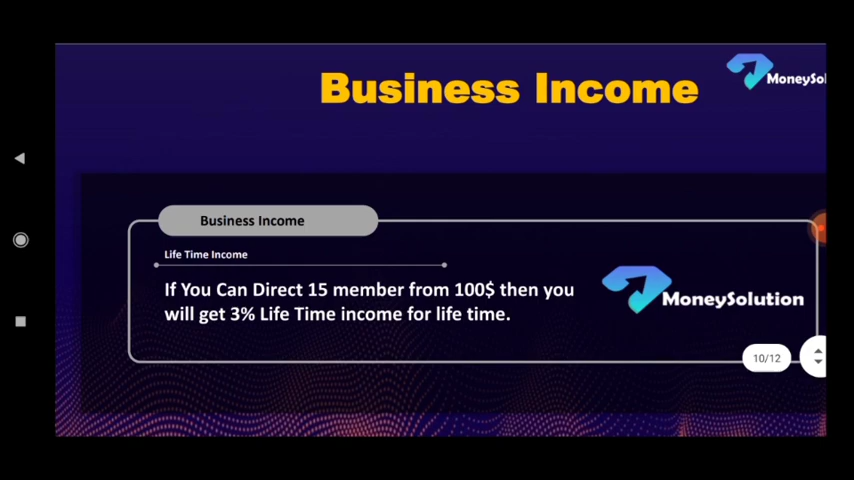 Business Income
MoneySol
Business Income
Life Time Income
If You Can Direct 15 member from 100$ then you
will get 3% Life Time income for life time.
MoneySolution
10/12